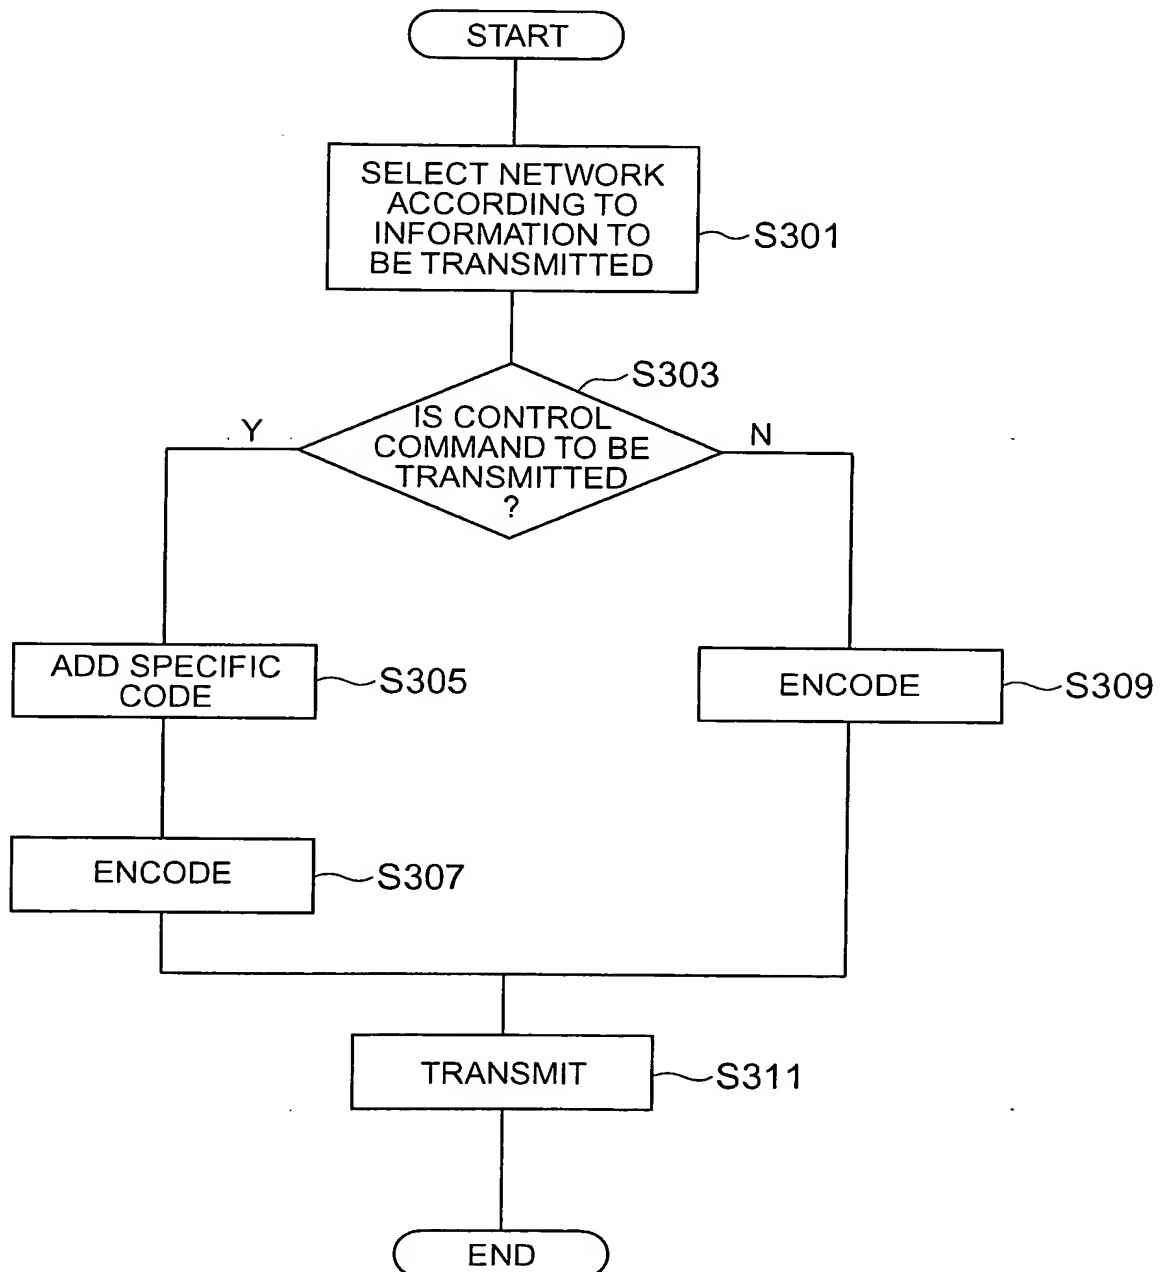 START
SELECT NETWORK
ACCORDING TO
INFORMATION TO
BE TRANSMITTED
S301
S303
IS CONTROL
COMMAND TO BE
TRANSMITTED
?
Y
N
ADD SPECIFIC
CODE
S305
ENCODE
S309
ENCODE
S307
TRANSMIT
S311
END